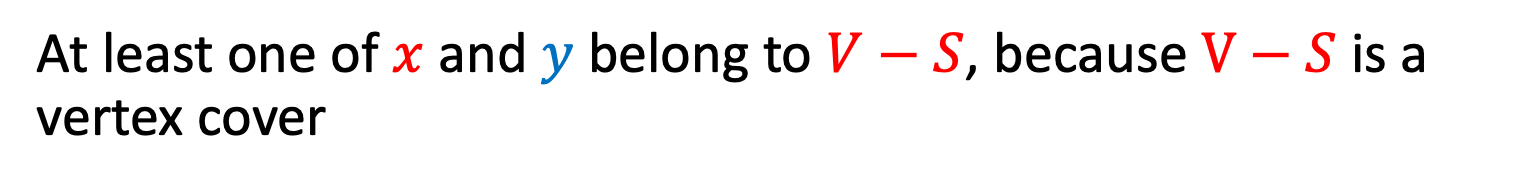 At least one of x and y belong to V − S, because V − S is a
vertex cover